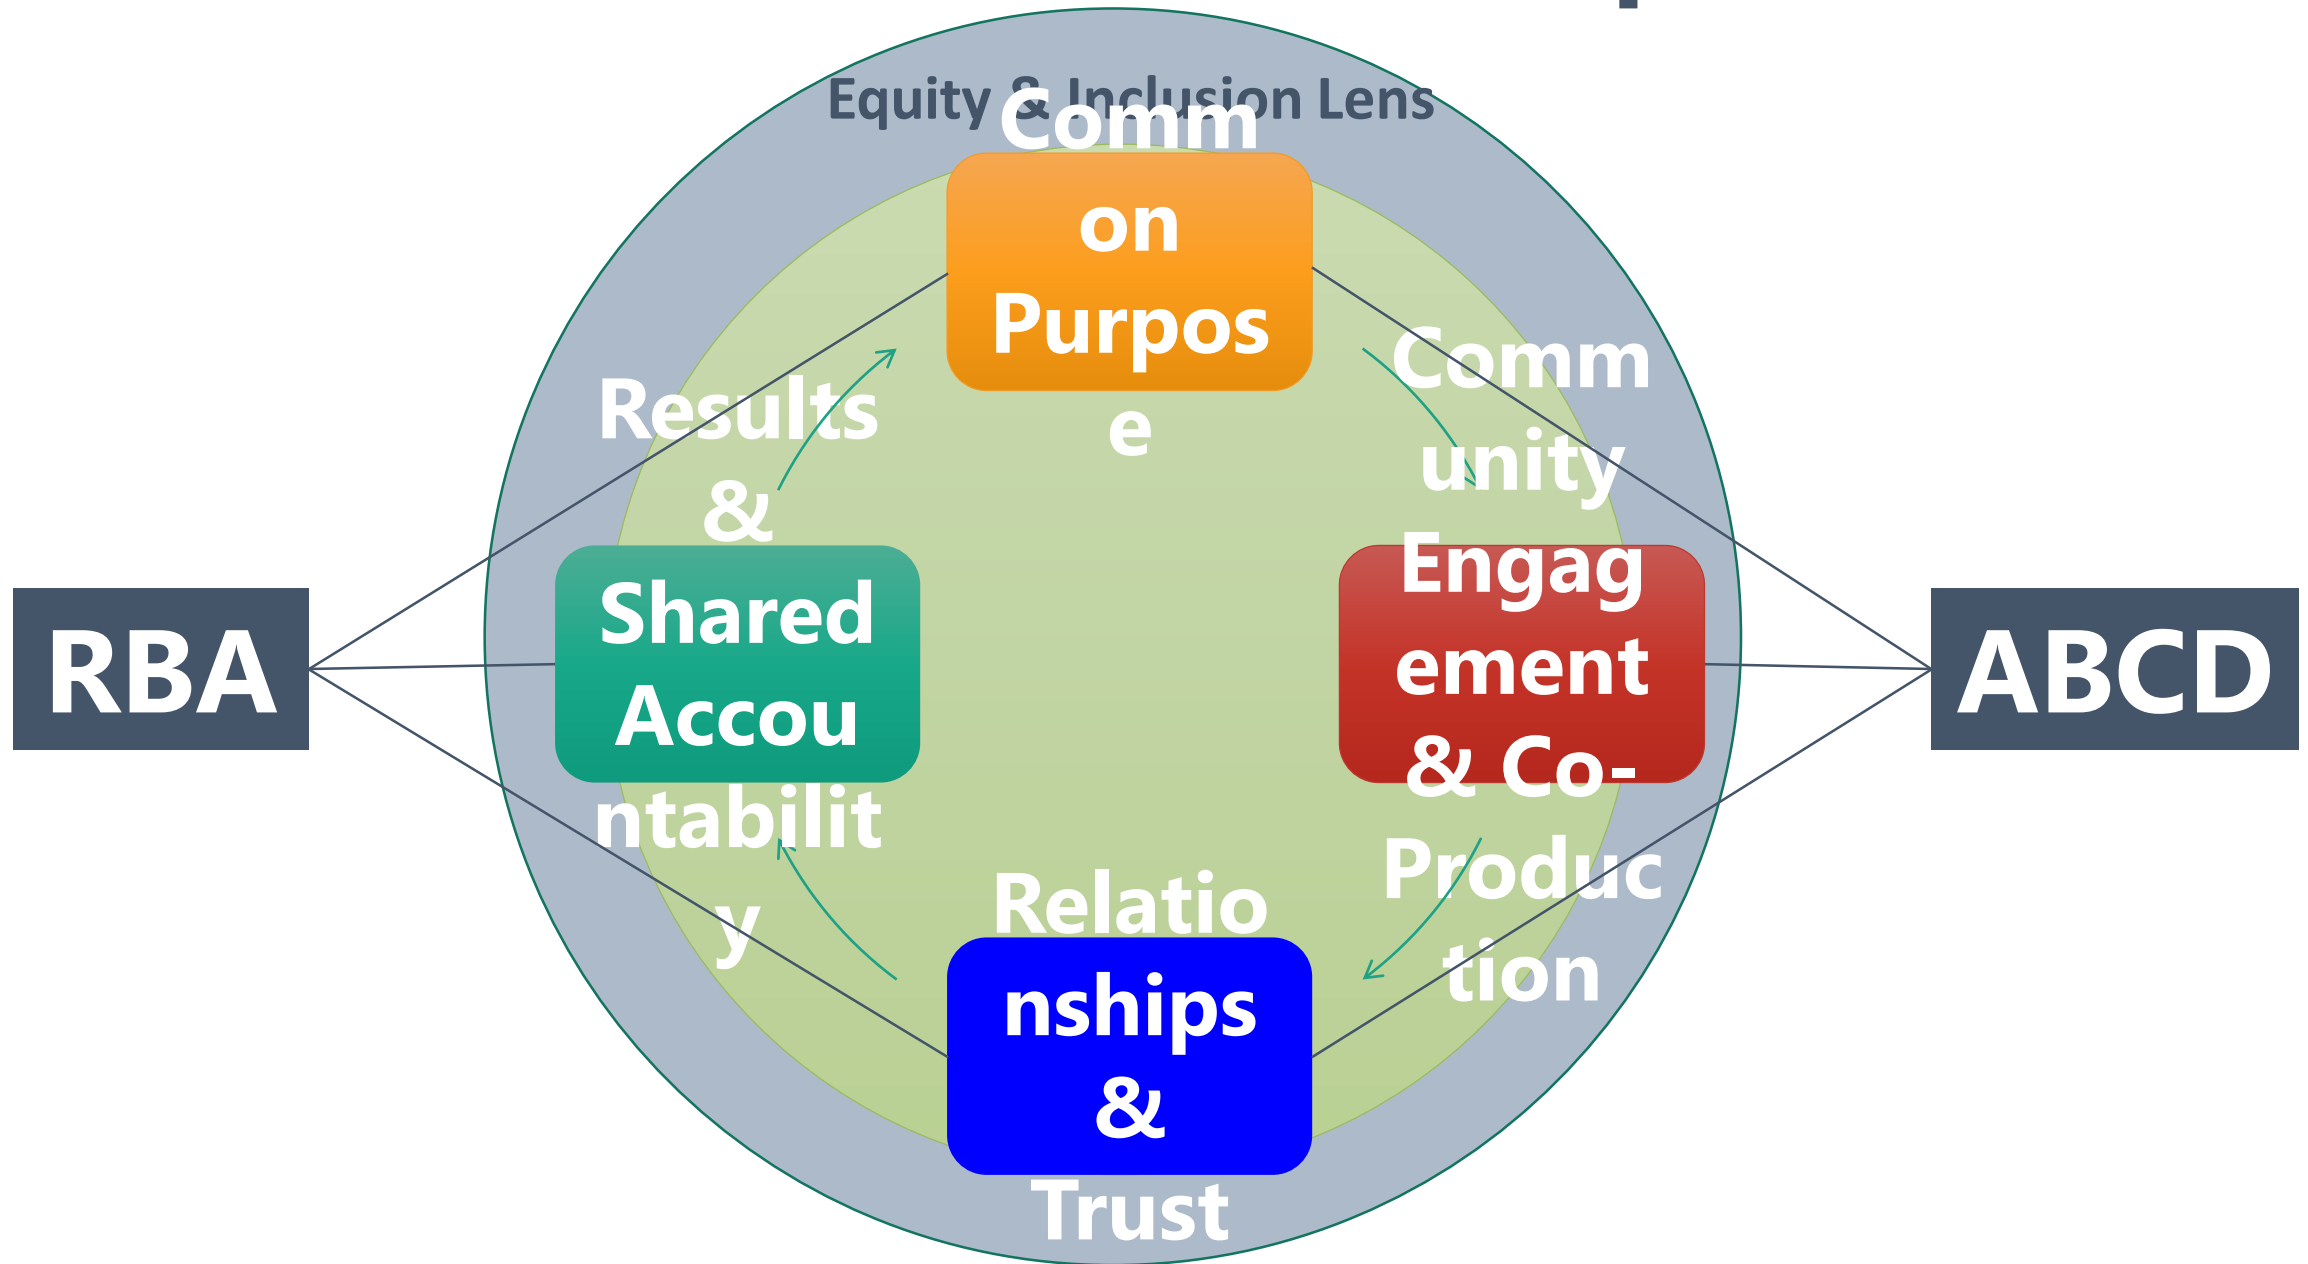 Equity & Inclusion Lens
Comm
on
Purpos
e
Results
&
Shared
Accou
ntabilit
y
Comm
unity
Engag
ement
& Co-
Produc
tion
Relatio
nships
&
Trust
RBA
ABCD